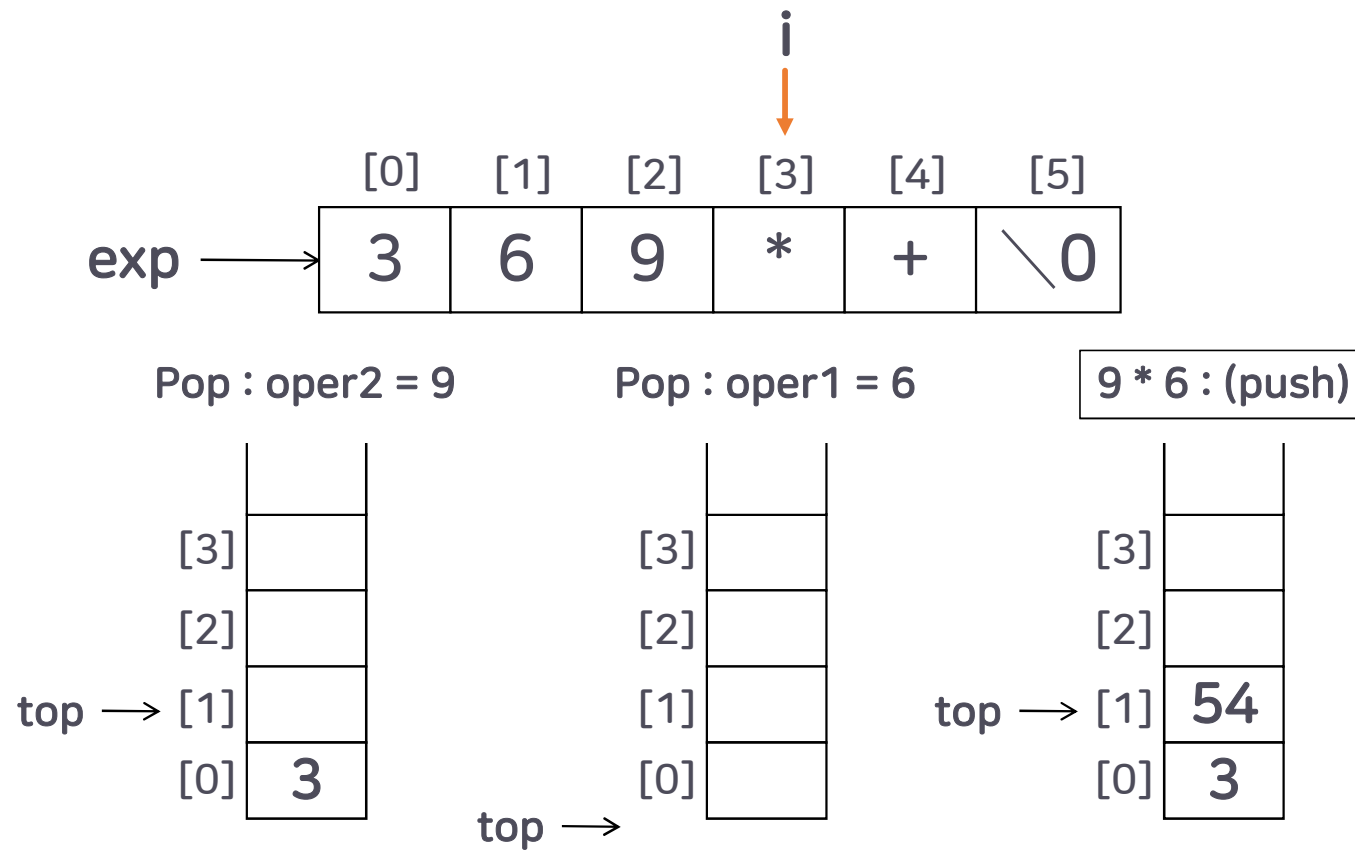 i
[0] [1] [2] [3] [4] [5]
exp 3 6 9 * + \0
Pop : oper2 = 9 Pop : oper1 = 6 9 * 6 : (push)
[3] [3] [3]
[2] [2] [2]
top [1] [1] top [1] 54
[0] 3 [0] [0] 3
top